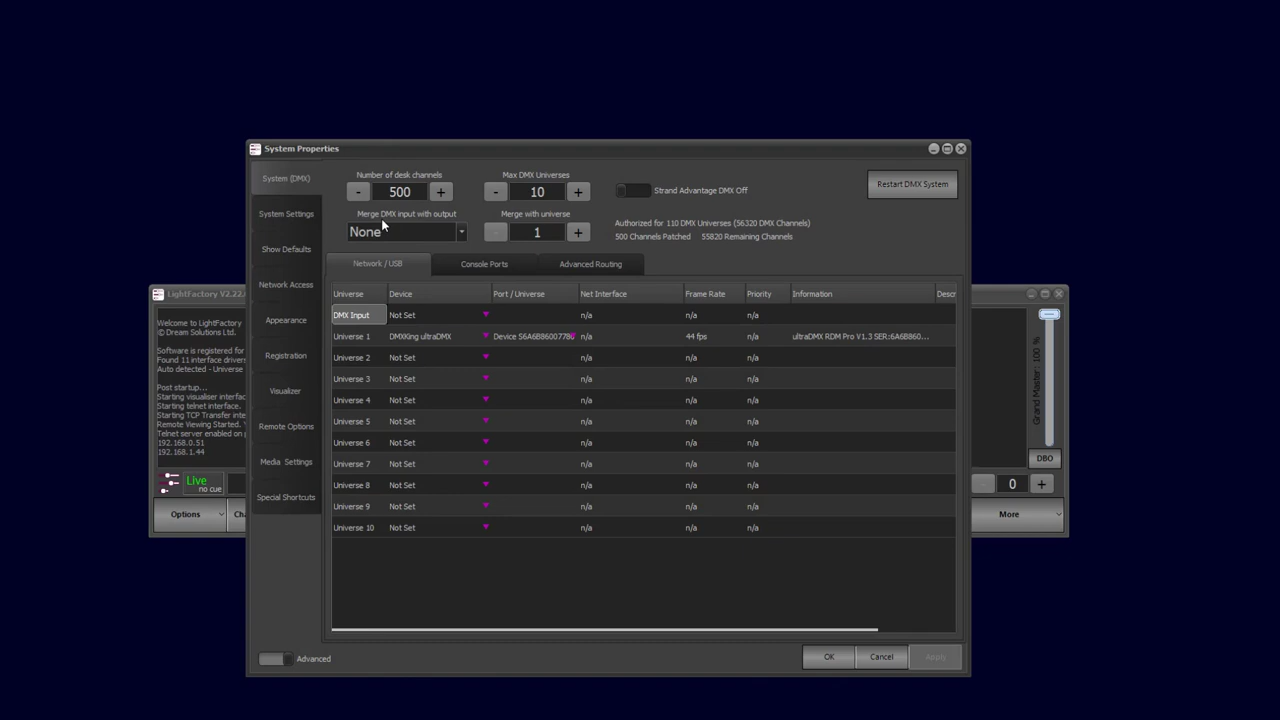 System Properties
System (DMX)
System Settings
Show Defaults
Network Access
Appearance
Registration
Visualizer
Remote Options
Media Settings
Special Shortcuts
Number of desk channels
- 500 +
Max DMX Universes
- 10 +
Strand Advantage DMX Off
Restart DMX System
Merge DMX input with output
None
Merge with universe
- 1 +
Authorized for 110 DMX Universes (56320 DMX Channels)
500 Channels Patched 55820 Remaining Channels
Network / USB Console Ports Advanced Routing
Universe Device Port / Universe Net Interface Frame Rate Priority Information Descr
DMX Input Not Set n/a n/a n/a
Universe 1 DMXKing ultraDMX Device S6A6B8600778 n/a 44 fps n/a ultraDMX RDM Pro V1.3 SER:6A6B860...
Universe 2 Not Set n/a n/a n/a
Universe 3 Not Set n/a n/a n/a
Universe 4 Not Set n/a n/a n/a
Universe 5 Not Set n/a n/a n/a
Universe 6 Not Set n/a n/a n/a
Universe 7 Not Set n/a n/a n/a
Universe 8 Not Set n/a n/a n/a
Universe 9 Not Set n/a n/a n/a
Universe 10 Not Set n/a n/a n/a
Advanced
OK Cancel Apply
LightFactory V2.22.
Welcome to LightFactory
© Dream Solutions Ltd.
Software is registered for
Found 11 interface drivers
Auto detected - Universe
Post startup...
Starting visualiser interfac
Starting telnet interface.
Starting TCP Transfer inte
Remote Viewing Started. Y
Telnet server enabled on p
192.168.0.51
192.168.1.44
Live
no cue
Options Cha
Grand Master: 100 %
DBO
- 0 +
More